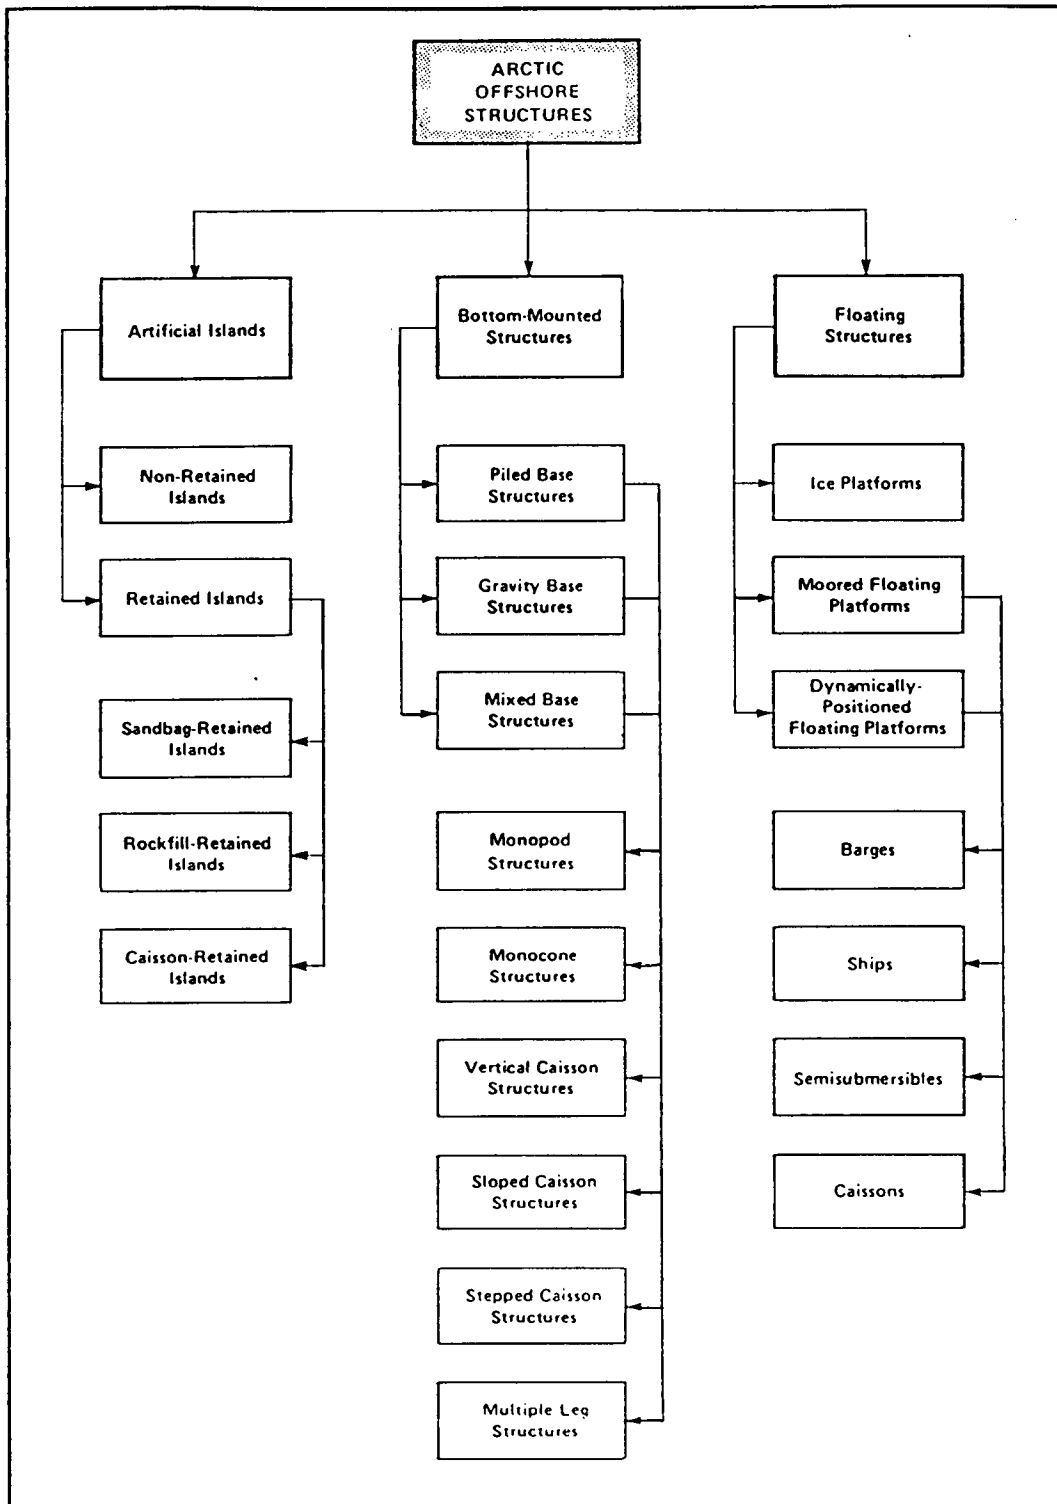 ARCTIC
OFFSHORE
STRUCTURES
Artificial Islands
Non-Retained
Islands
Retained Islands
Sandbag-Retained
Islands
Rockfill-Retained
Islands
Caisson-Retained
Islands
Bottom-Mounted
Structures
Piled Base
Structures
Gravity Base
Structures
Mixed Base
Structures
Monopod
Structures
Monocone
Structures
Vertical Caisson
Structures
Sloped Caisson
Structures
Stepped Caisson
Structures
Multiple Leg
Structures
Floating
Structures
Ice Platforms
Moored Floating
Platforms
Dynamically-
Positioned
Floating Platforms
Barges
Ships
Semisubmersibles
Caissons